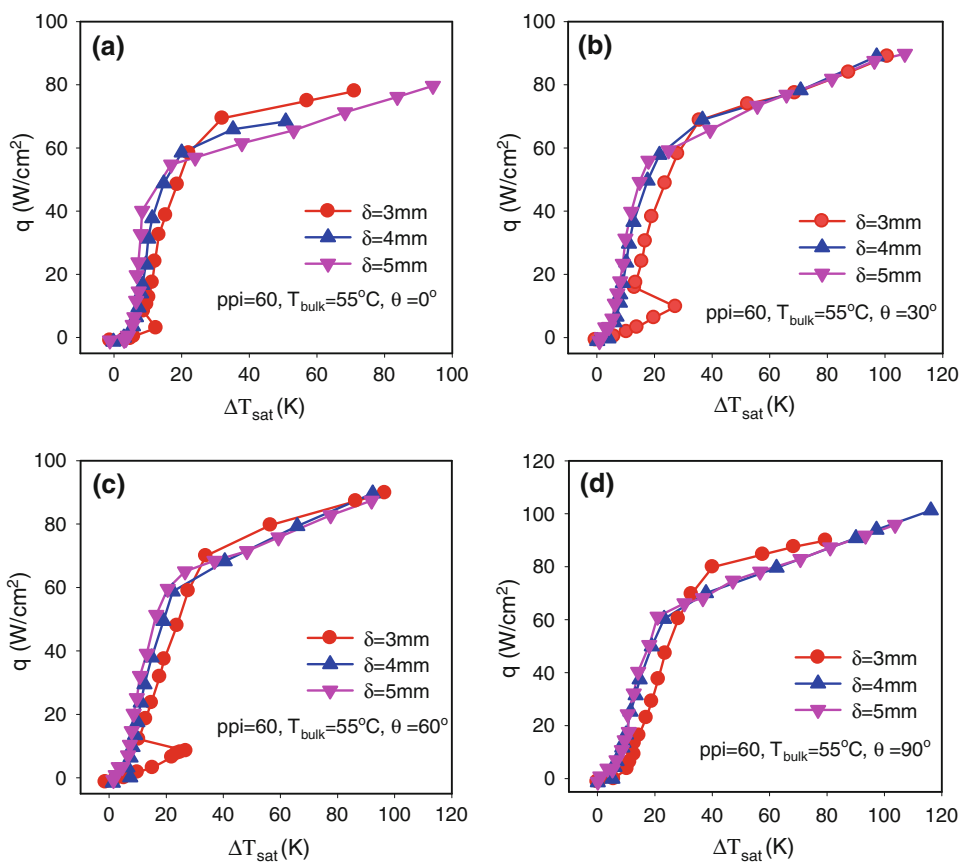 (a)
100
80
60
40
20
0
q (W/cm²)
δ=3mm
δ=4mm
δ=5mm
ppi=60, T_bulk=55°C, θ=0°
0 20 40 60 80 100
ΔT_sat (K)
(b)
100
80
60
40
20
0
q (W/cm²)
δ=3mm
δ=4mm
δ=5mm
ppi=60, T_bulk=55°C, θ=30°
0 20 40 60 80 100 120
ΔT_sat (K)
(c)
100
80
60
40
20
0
q (W/cm²)
δ=3mm
δ=4mm
δ=5mm
ppi=60, T_bulk=55°C, θ=60°
0 20 40 60 80 100 120
ΔT_sat (K)
(d)
120
100
80
60
40
20
0
q (W/cm²)
δ=3mm
δ=4mm
δ=5mm
ppi=60, T_bulk=55°C, θ=90°
0 20 40 60 80 100 120
ΔT_sat (K)